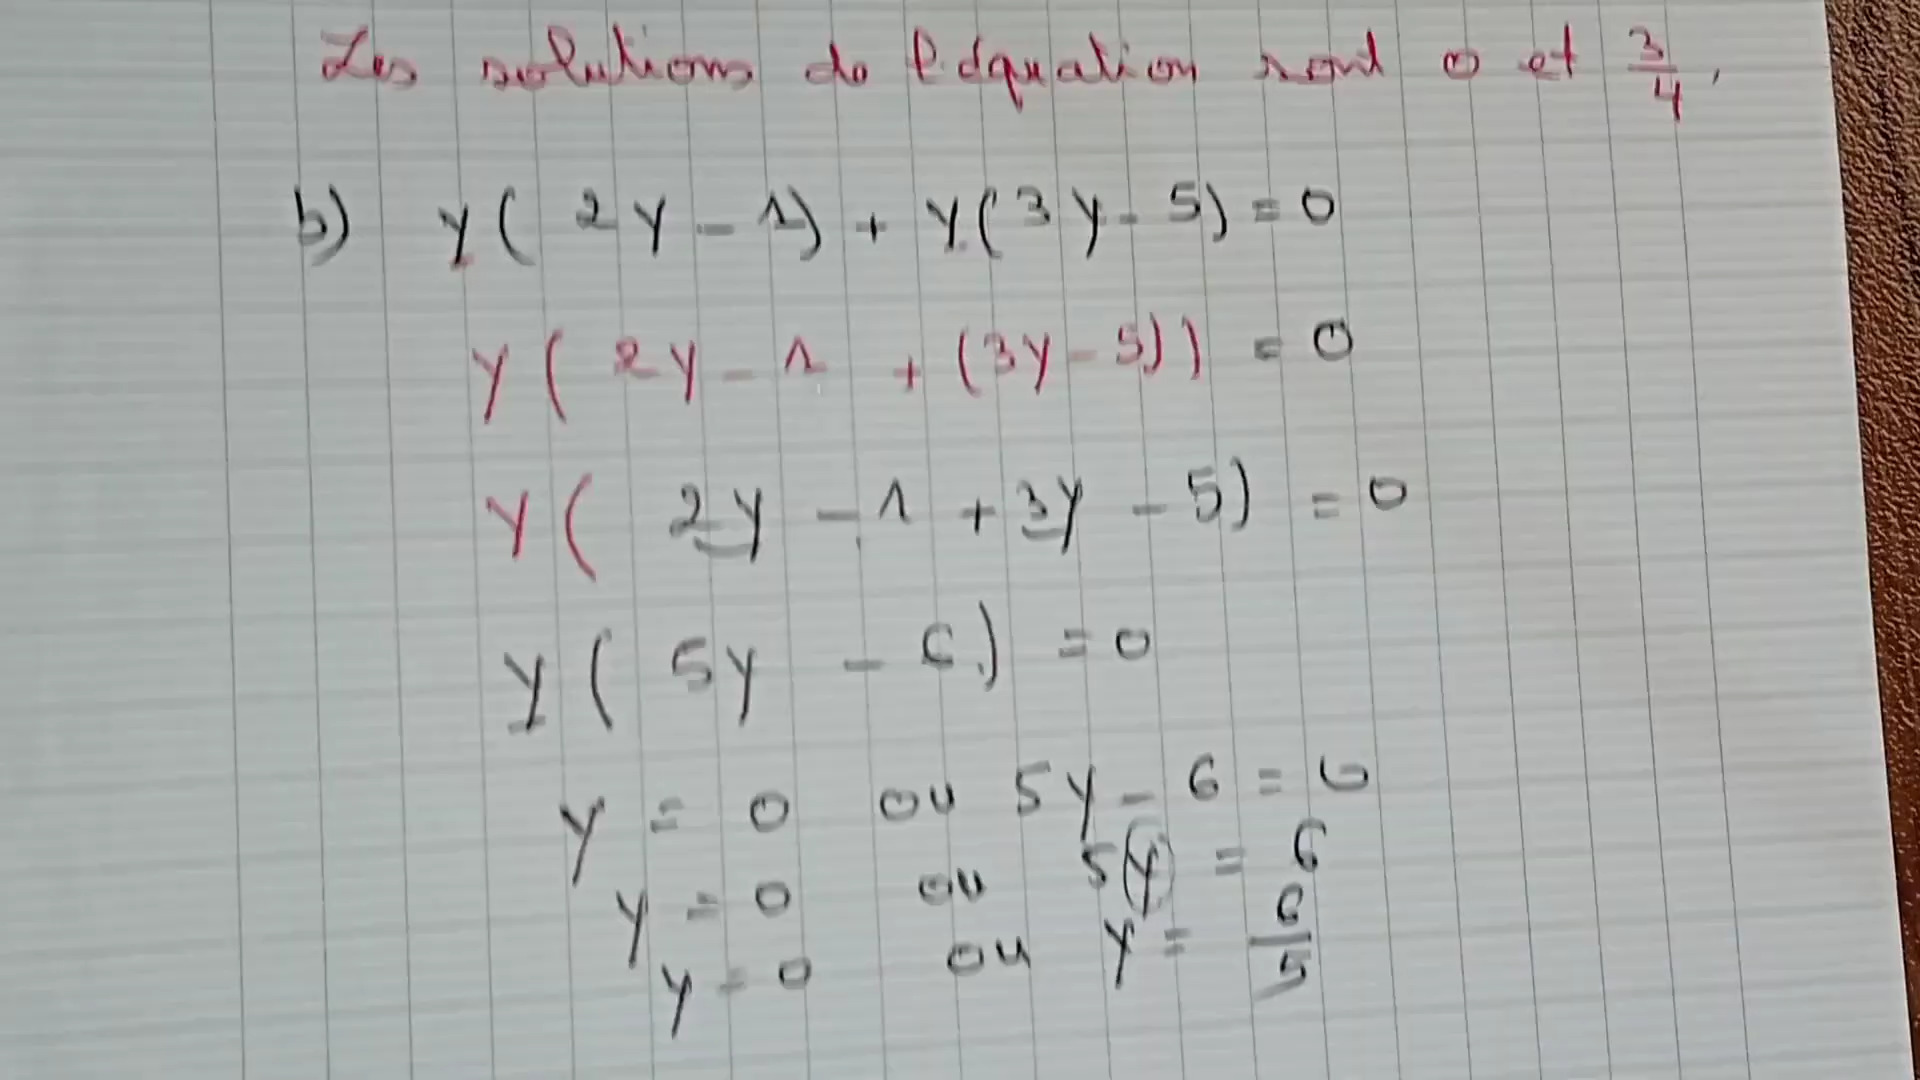 Les solutions de l'équation sont 0 et 3/4.
b) y( 2y - 1) + y(3y - 5) = 0
y( 2y - 1 + (3y - 5)) = 0
y( 2y - 1 + 3y - 5) = 0
y( 5y - 6) = 0
y = 0 ou 5y - 6 = 0
y = 0 ou 5y = 6
y = 0 ou y = 6/5